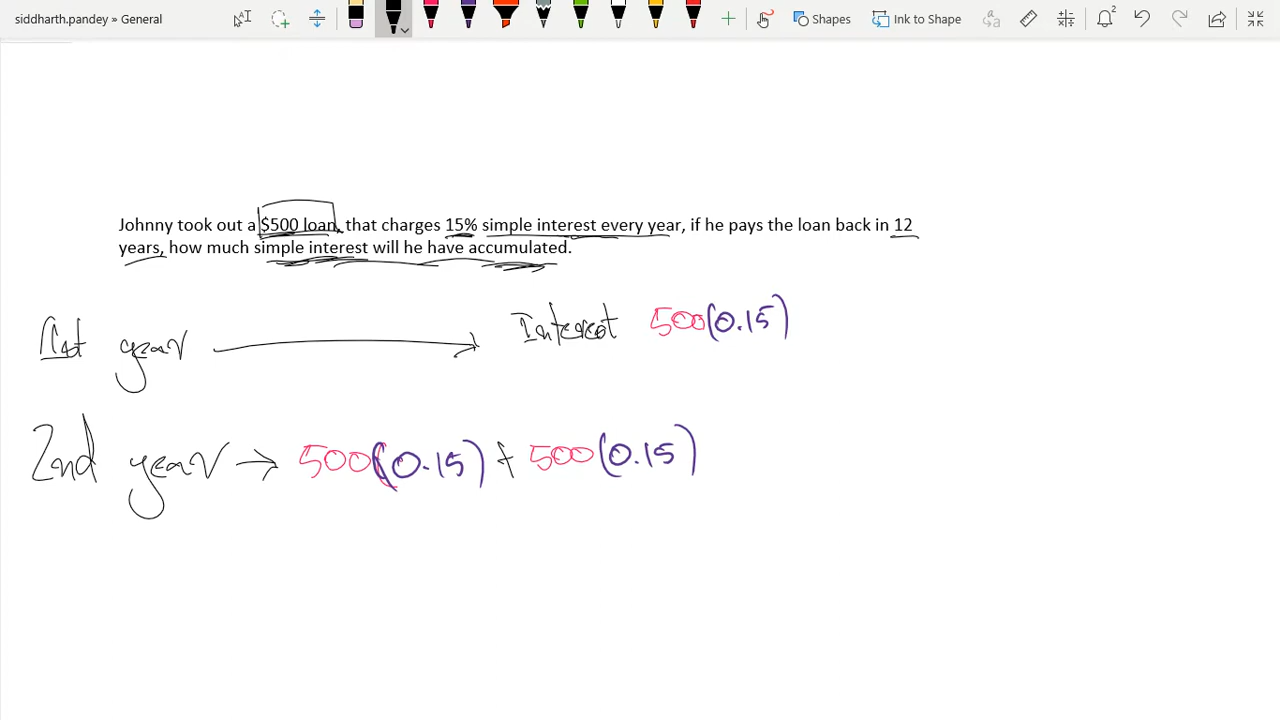 siddharth.pandey » General
Shapes
Ink to Shape
2
Johnny took out a $500 loan, that charges 15% simple interest every year, if he pays the loan back in 12
years, how much simple interest will he have accumulated.
1st year → Interest 500(0.15)
2nd year → 500(0.15) + 500(0.15)